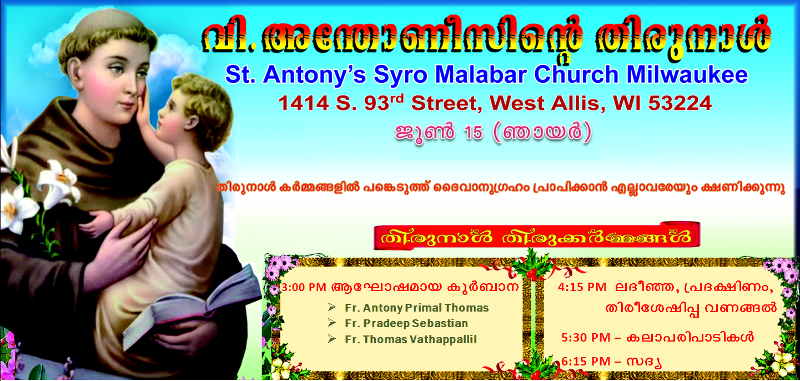 വി. അന്തോണീസിന്റെ തിരുനാൾ
St. Antony's Syro Malabar Church Milwaukee
1414 S. 93rd Street, West Allis, WI 53224
ജൂൺ 15 (ഞായർ)
തിരുനാൾ കർമ്മങ്ങളിൽ പങ്കെടുത്ത് ദൈവാനുഗ്രഹം പ്രാപിക്കാൻ എല്ലാവരേയും ക്ഷണിക്കുന്നു
തിരുനാൾ തിരുക്കർമ്മങ്ങൾ
3:00 PM ആഘോഷമായ കുർബാന
➢ Fr. Antony Primal Thomas
➢ Fr. Pradeep Sebastian
➢ Fr. Thomas Vathappallil
4:15 PM ലദീഞ്ഞ, പ്രദക്ഷിണം,
തിരീശേഷിപ്പ വണങ്ങൽ
5:30 PM – കലാപരിപാടികൾ
6:15 PM – സദ്യ